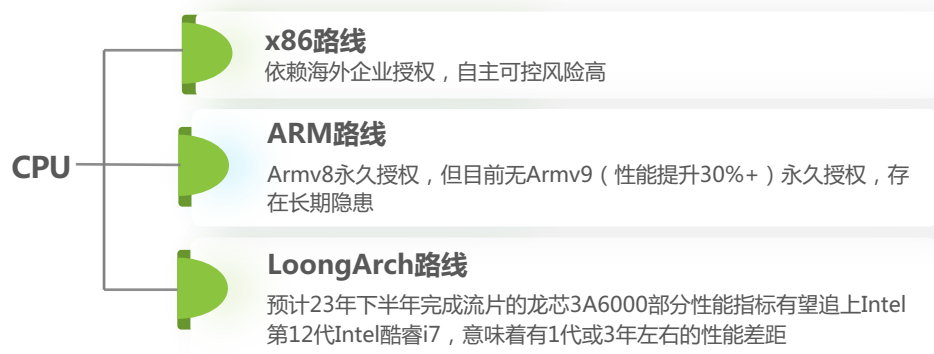 x86路线
依赖海外企业授权，自主可控风险高
ARM路线
CPU
Armv8永久授权，但目前无Armv9（性能提升30%+）永久授权，存
在长期隐患
LoongArch路线
预计23年下半年完成流片的龙芯3A6000部分性能指标有望追上Intel
第12代Intel酷睿i7，意味着有1代或3年左右的性能差距